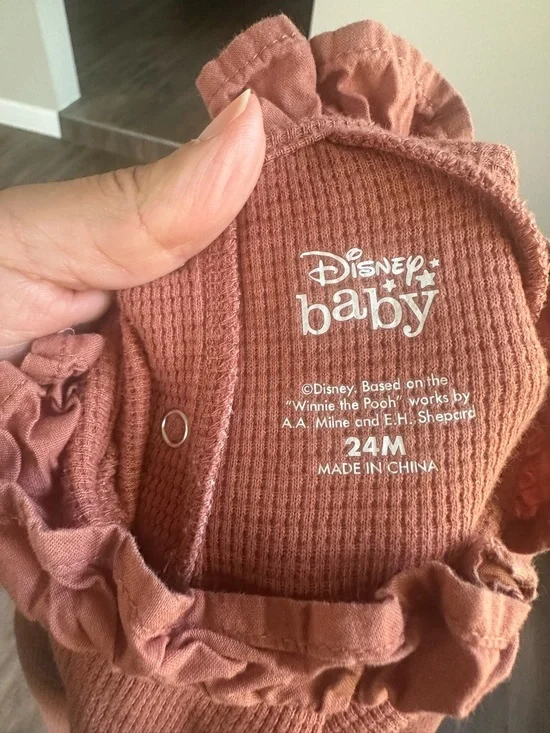 Disney
baby
©Disney. Based on the
"Winnie the Pooh" works by
A.A. Milne and E.H. Shepard
24M
MADE IN CHINA